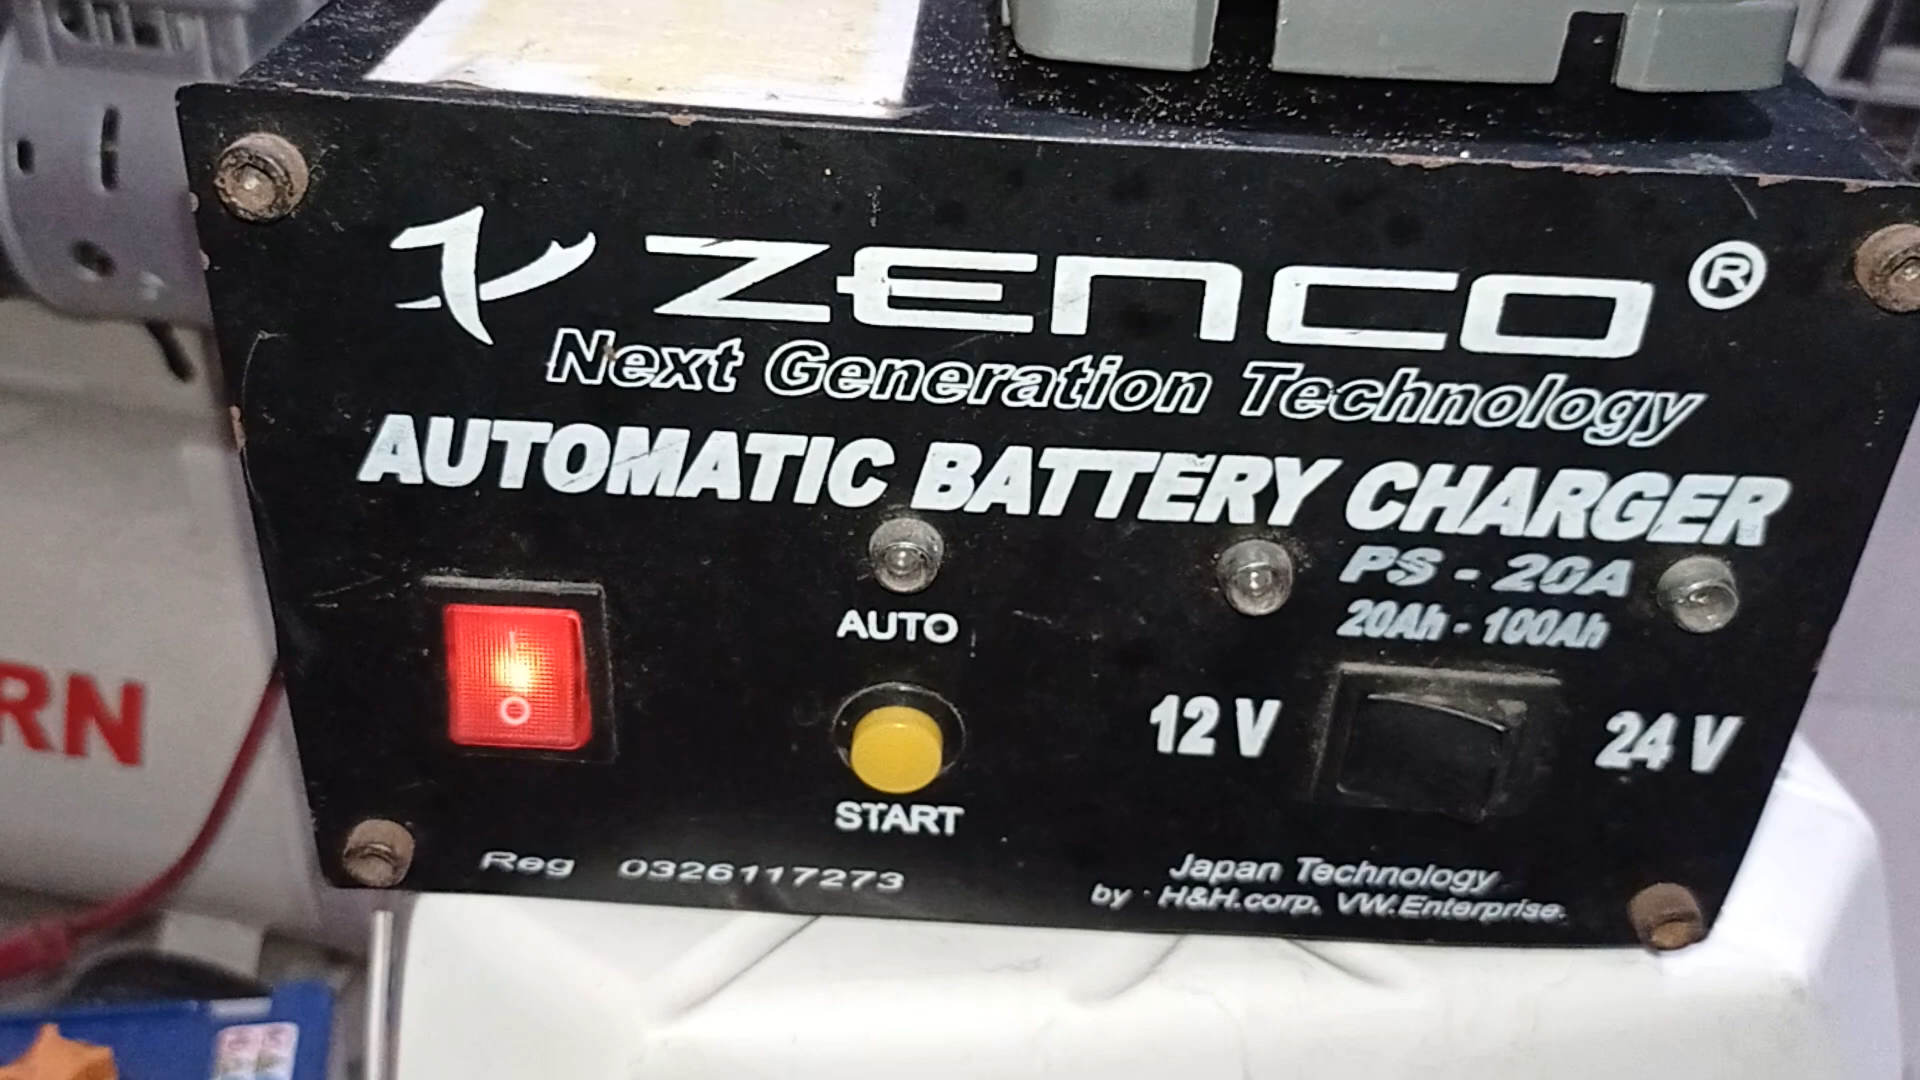 ZENCO ®
Next Generation Technology
AUTOMATIC BATTERY CHARGER
PS - 20A
20Ah - 100Ah
AUTO
I
O
12 V
24 V
START
Reg 0326117273
Japan Technology
by H&H.corp. VW.Enterprise.
RN